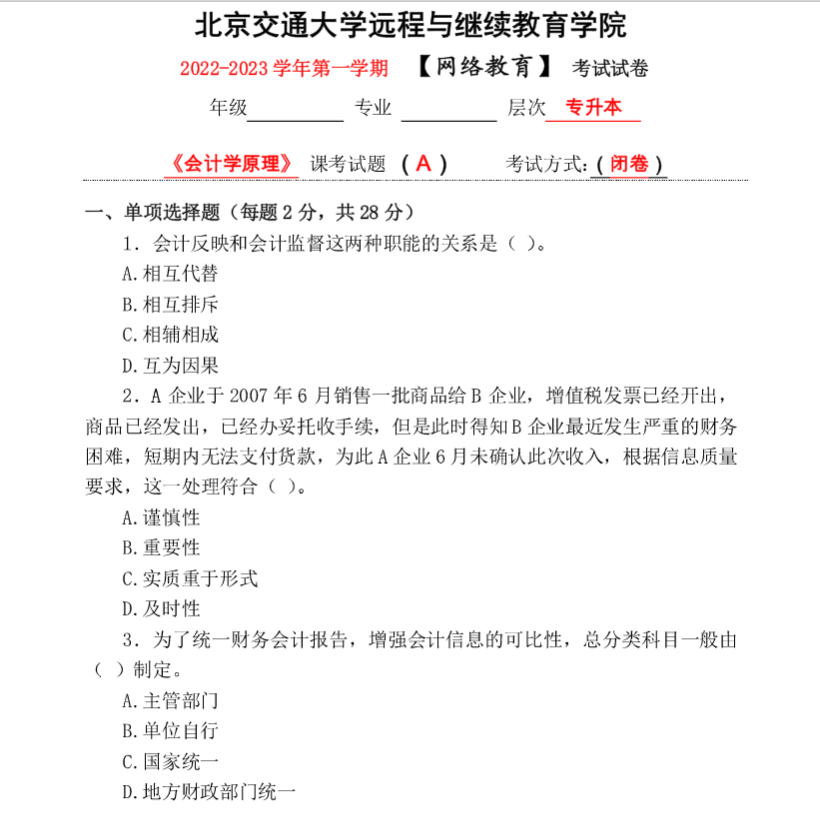 北京交通大学远程与继续教育学院
2022-2023 学年第一学期 【网络教育】 考试试卷
年级 专业 层次 专升本
《会计学原理》 课考试题 ( A ) 考试方式: ( 闭卷 )
一、单项选择题（每题 2 分，共 28 分）
1. 会计反映和会计监督这两种职能的关系是（ ）。
A.相互代替
B.相互排斥
C.相辅相成
D.互为因果
2. A 企业于 2007 年 6 月销售一批商品给 B 企业，增值税发票已经开出，
商品已经发出，已经办妥托收手续，但是此时得知 B 企业最近发生严重的财务
困难，短期内无法支付货款，为此 A 企业 6 月未确认此次收入，根据信息质量
要求，这一处理符合（ ）。
A.谨慎性
B.重要性
C.实质重于形式
D.及时性
3. 为了统一财务会计报告，增强会计信息的可比性，总分类科目一般由
（ ）制定。
A.主管部门
B.单位自行
C.国家统一
D.地方财政部门统一